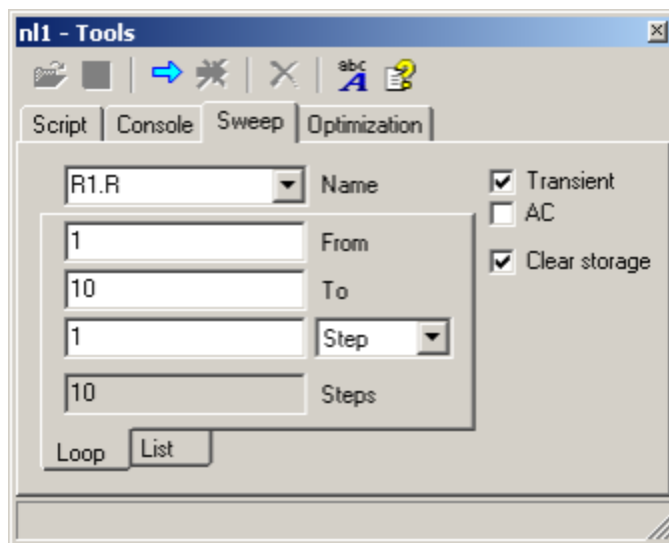 nl1 - Tools
abc
A
Script Console Sweep Optimization
R1.R Name
1 From
10 To
1 Step
10 Steps
Transient
AC
Clear storage
Loop List